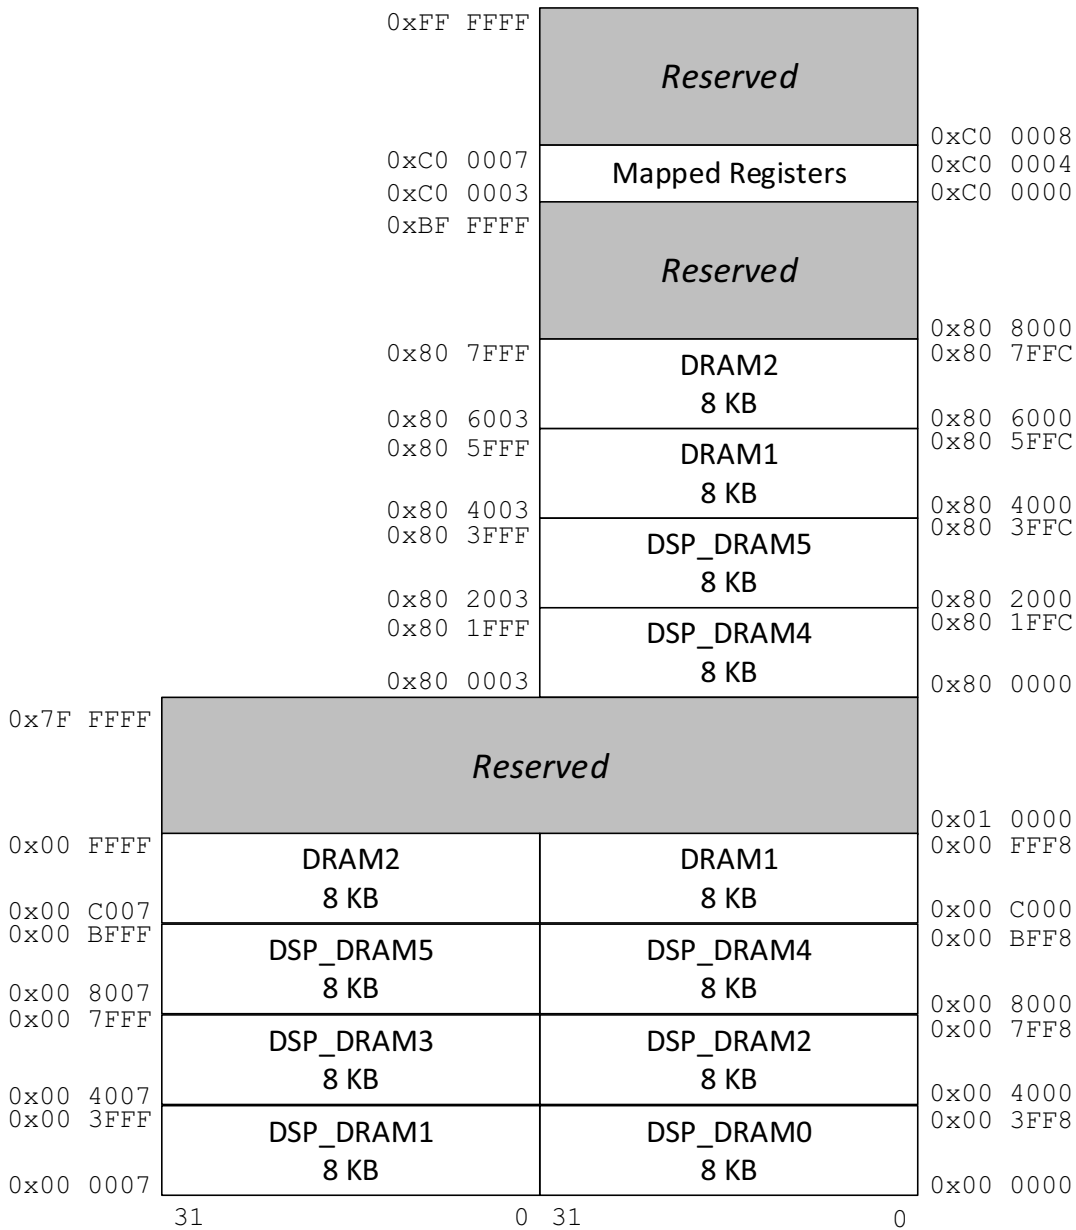 0xFF FFFF
Reserved
0xC0 0008
0xC0 0007 Mapped Registers 0xC0 0004
0xC0 0003 0xC0 0000
0xBF FFFF
Reserved
0x80 8000
0x80 7FFF DRAM2 0x80 7FFC
8 KB
0x80 6003 0x80 6000
0x80 5FFF DRAM1 0x80 5FFC
8 KB
0x80 4003 0x80 4000
0x80 3FFF DSP_DRAM5 0x80 3FFC
8 KB
0x80 2003 0x80 2000
0x80 1FFF DSP_DRAM4 0x80 1FFC
8 KB
0x80 0003 0x80 0000
0x7F FFFF
Reserved
0x01 0000
0x00 FFFF DRAM2 DRAM1 0x00 FFF8
8 KB 8 KB
0x00 C007 0x00 C000
0x00 BFFF DSP_DRAM5 DSP_DRAM4 0x00 BFF8
8 KB 8 KB
0x00 8007 0x00 8000
0x00 7FFF DSP_DRAM3 DSP_DRAM2 0x00 7FF8
8 KB 8 KB
0x00 4007 0x00 4000
0x00 3FFF DSP_DRAM1 DSP_DRAM0 0x00 3FF8
8 KB 8 KB
0x00 0007 0x00 0000
31 0 31 0